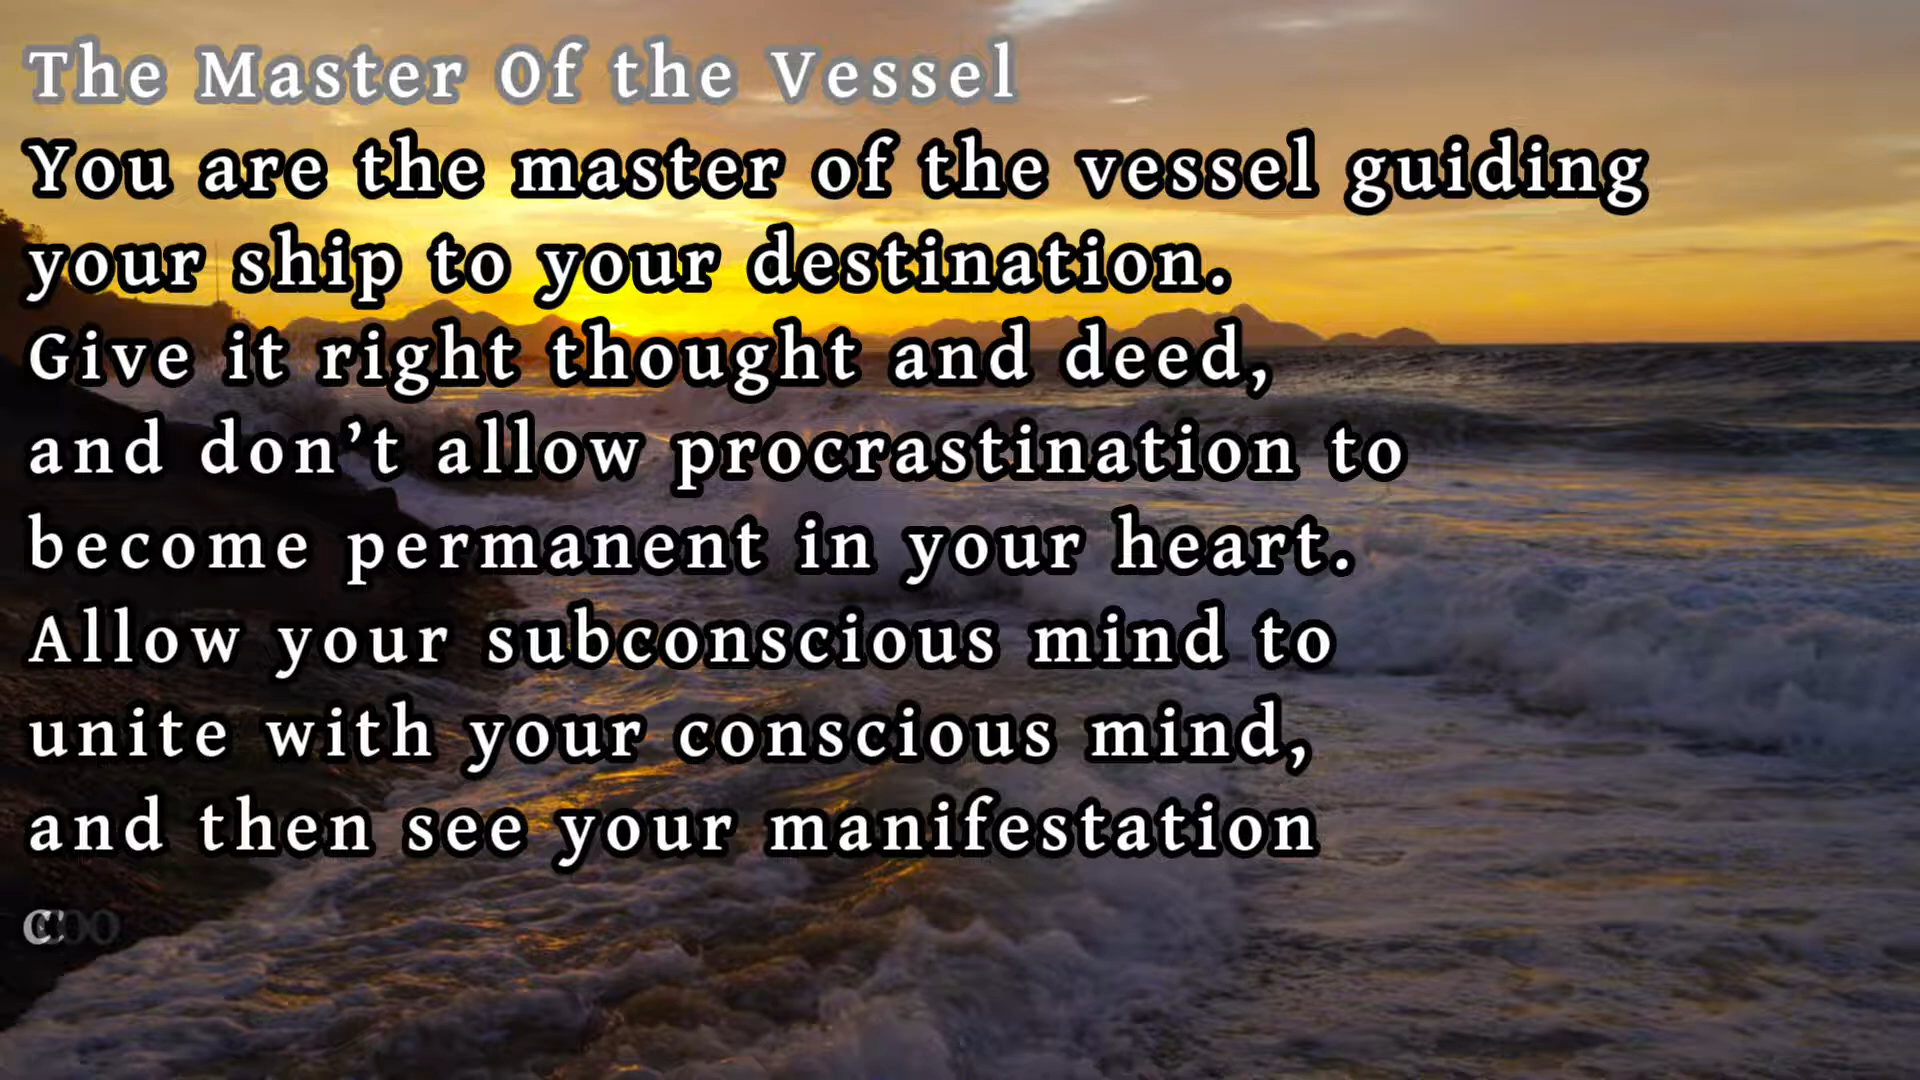 The Master Of the Vessel
You are the master of the vessel guiding
your ship to your destination.
Give it right thought and deed,
and don’t allow procrastination to
become permanent in your heart.
Allow your subconscious mind to
unite with your conscious mind,
and then see your manifestation